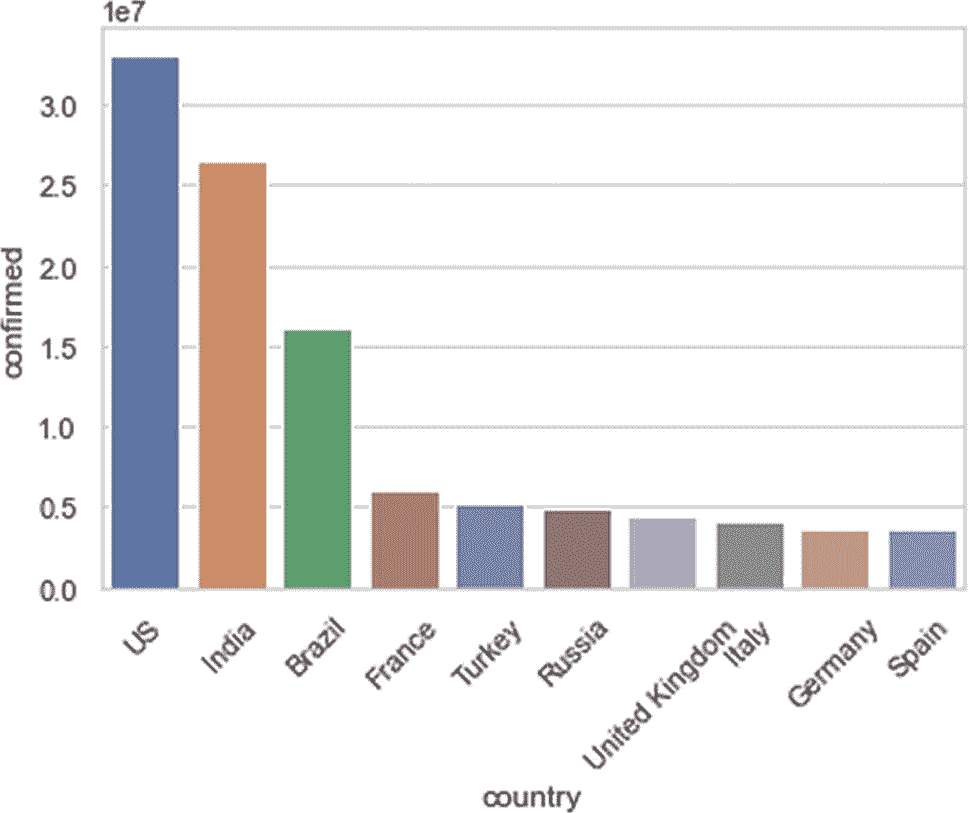 1e7
3.0
2.5
2.0
1.5
1.0
0.5
0.0
confirmed
US
India
Brazil
France
Turkey
Russia
United Kingdom
Italy
Germany
Spain
country